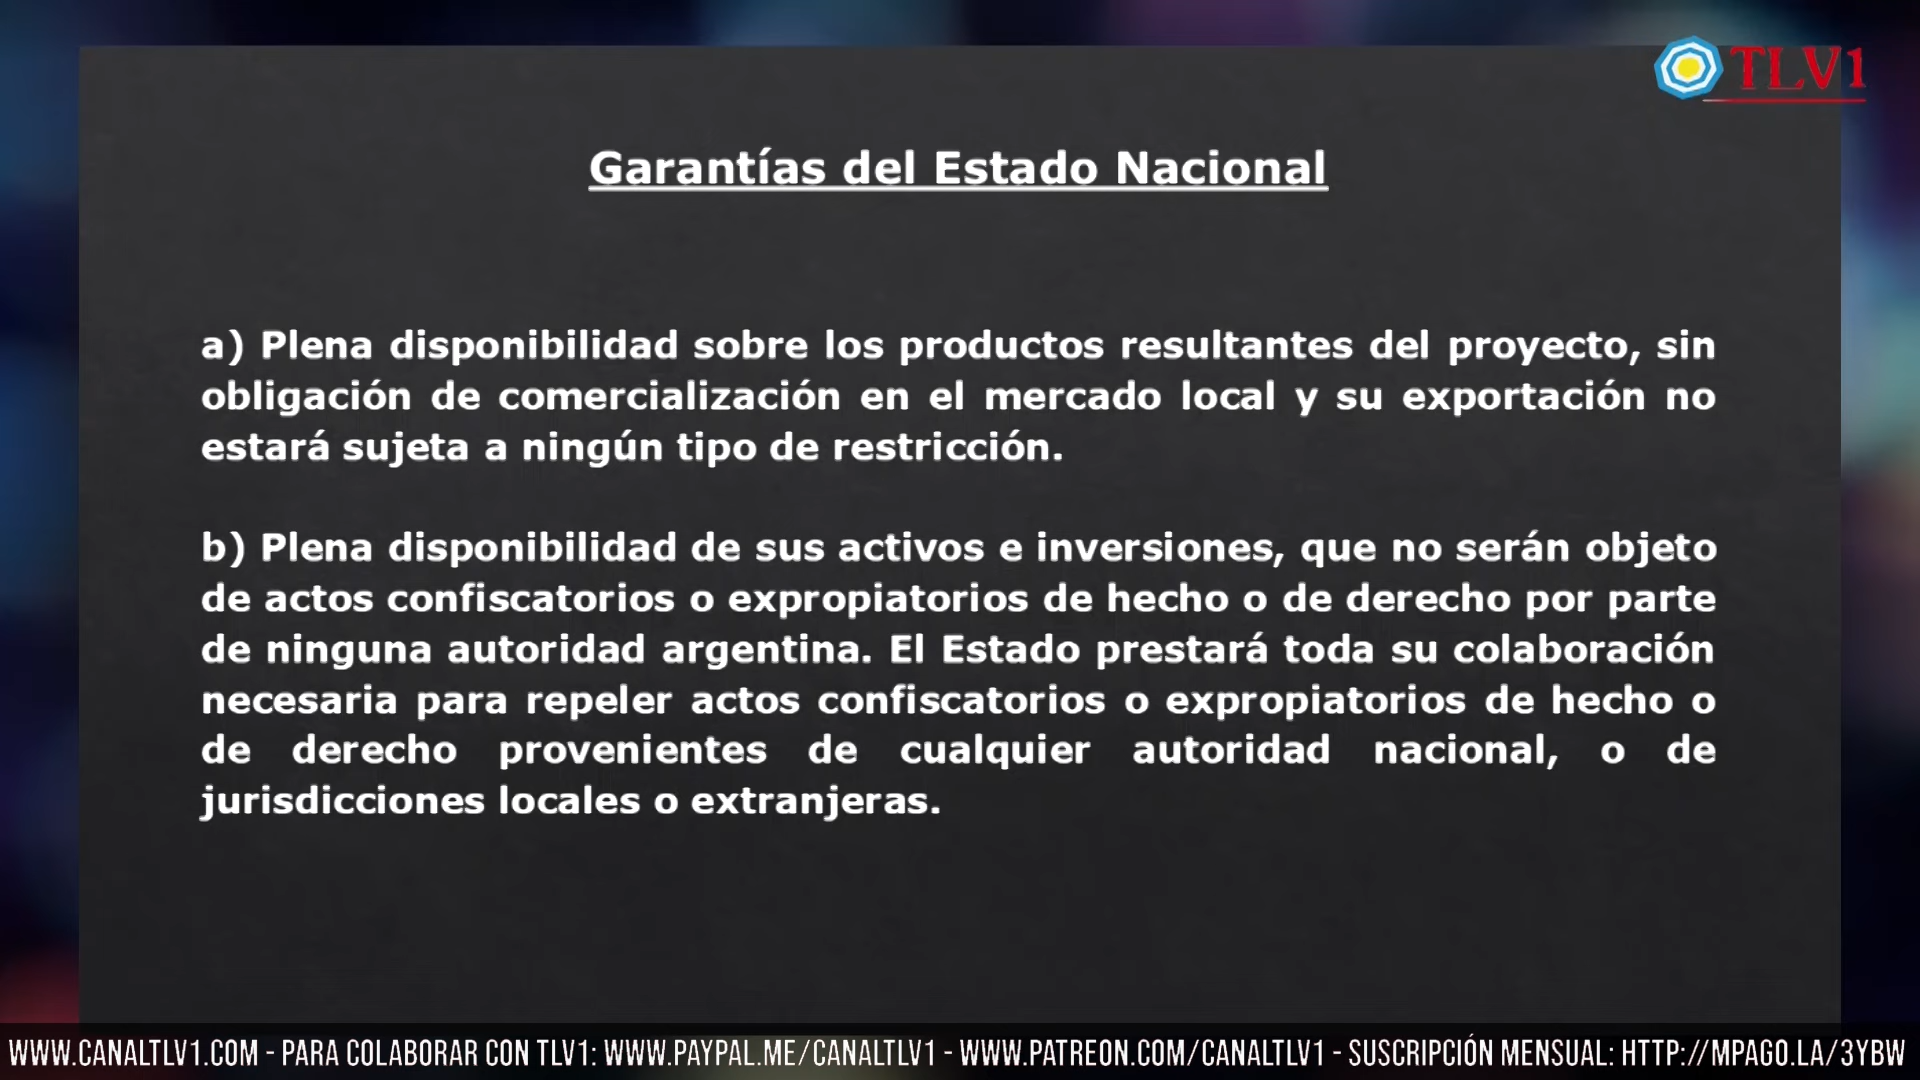 TLV1
Garantías del Estado Nacional
a) Plena disponibilidad sobre los productos resultantes del proyecto, sin
obligación de comercialización en el mercado local y su exportación no
estará sujeta a ningún tipo de restricción.
b) Plena disponibilidad de sus activos e inversiones, que no serán objeto
de actos confiscatorios o expropiatorios de hecho o de derecho por parte
de ninguna autoridad argentina. El Estado prestará toda su colaboración
necesaria para repeler actos confiscatorios o expropiatorios de hecho o
de derecho provenientes de cualquier autoridad nacional, o de
jurisdicciones locales o extranjeras.
WWW.CANALTLV1.COM - PARA COLABORAR CON TLV1: WWW.PAYPAL.ME/CANALTLV1 - WWW.PATREON.COM/CANALTLV1 - SUSCRIPCIÓN MENSUAL: HTTP://MPAGO.LA/3YBW